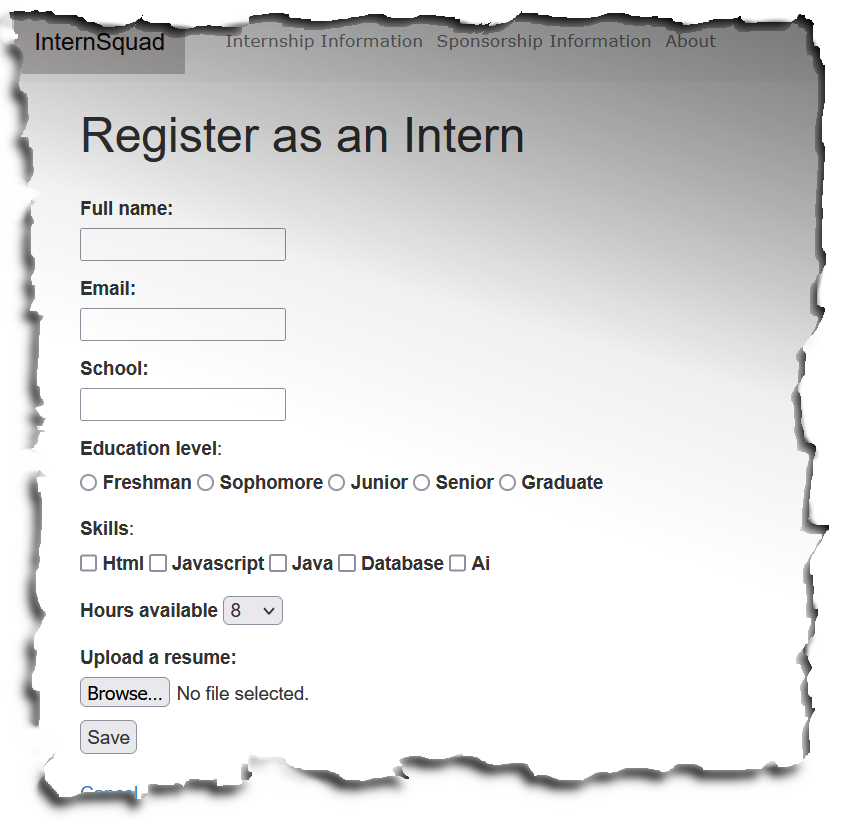 InternSquad Internship Information Sponsorship Information About
Register as an Intern
Full name:
Email:
School:
Education level:
Freshman Sophomore Junior Senior Graduate
Skills:
Html Javascript Java Database Ai
Hours available 8
Upload a resume:
Browse... No file selected.
Save
Cancel